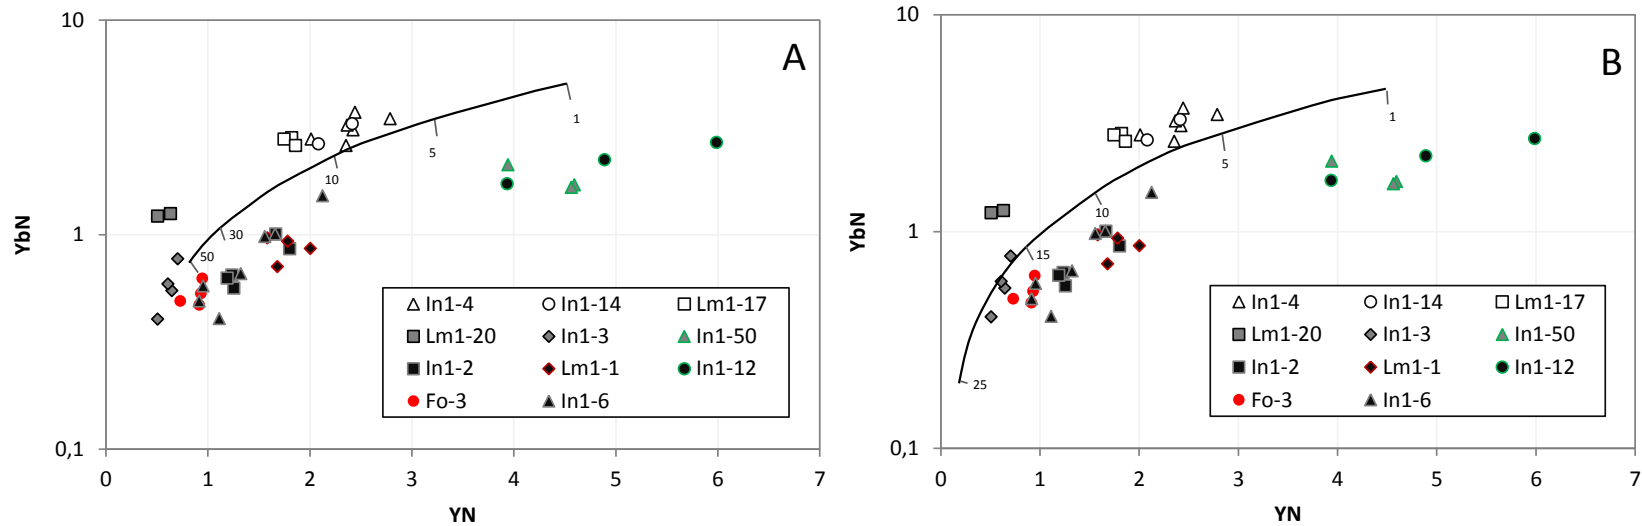 10
A
1
5
10
30
50
YbN
1
In1-4 In1-14 Lm1-17
Lm1-20 In1-3 In1-50
In1-2 Lm1-1 In1-12
Fo-3 In1-6
0,1
0 1 2 3 4 5 6 7
YN
10
B
1
5
10
15
25
YbN
1
In1-4 In1-14 Lm1-17
Lm1-20 In1-3 In1-50
In1-2 Lm1-1 In1-12
Fo-3 In1-6
0,1
0 1 2 3 4 5 6 7
YN